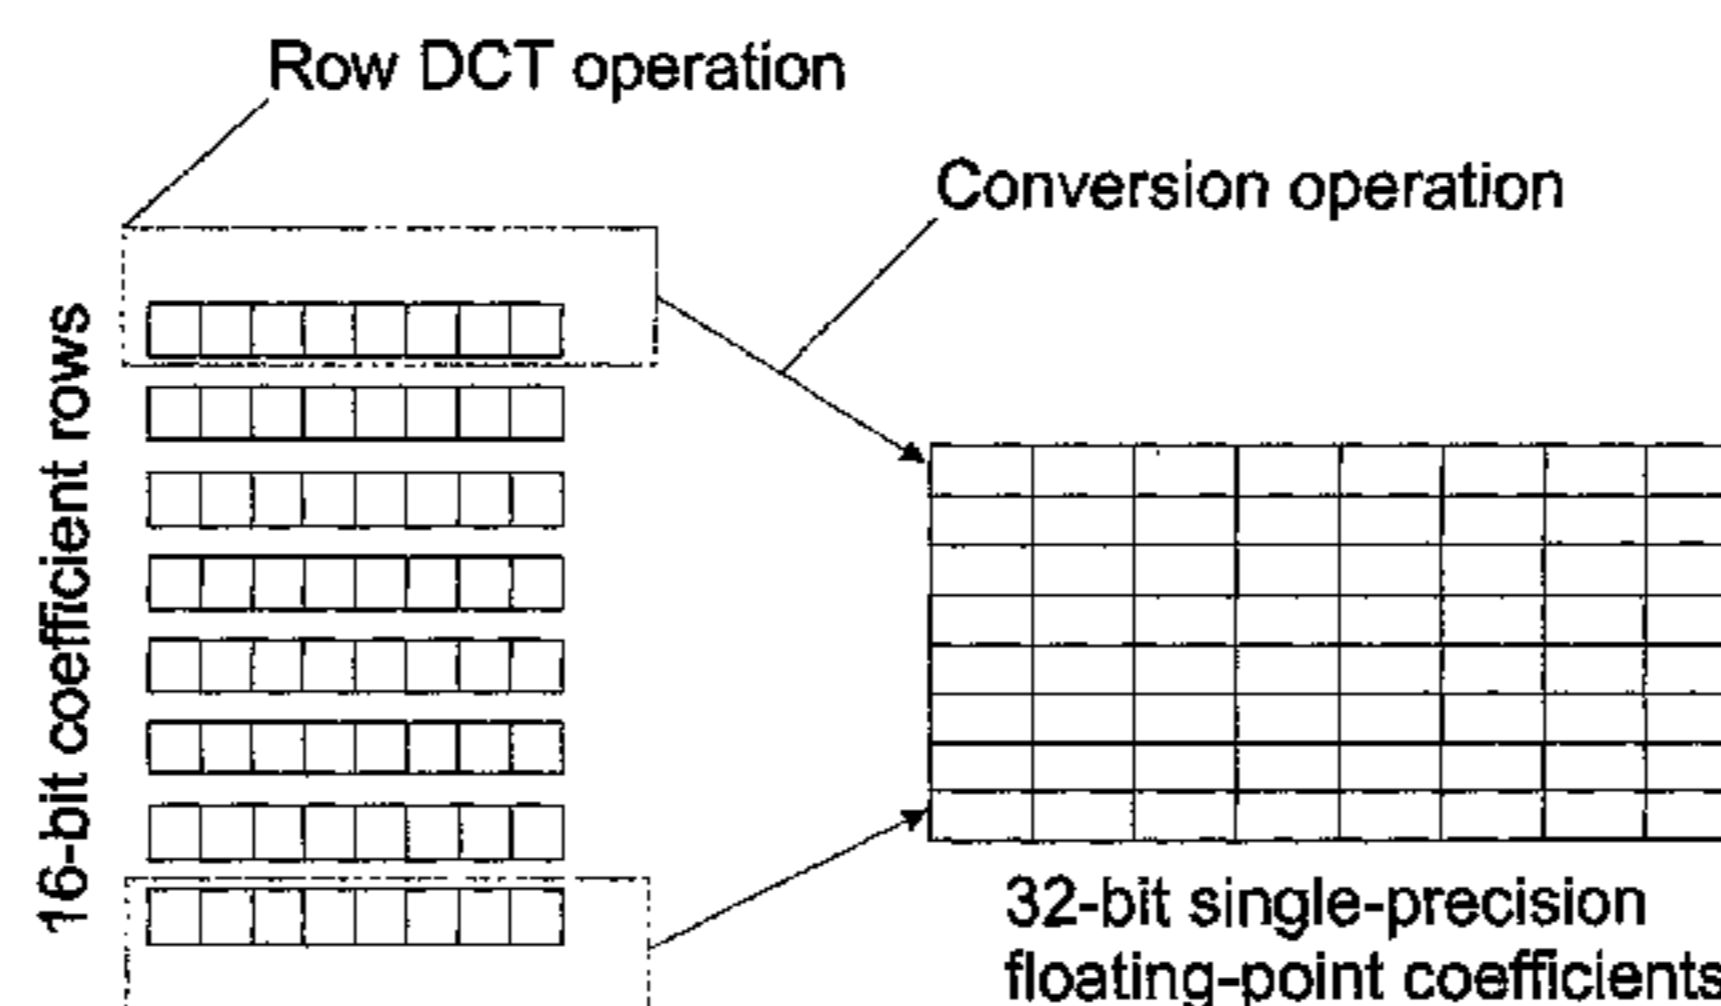 Row DCT operation
Conversion operation
16-bit coefficient rows
32-bit single-precision
floating-point coefficients